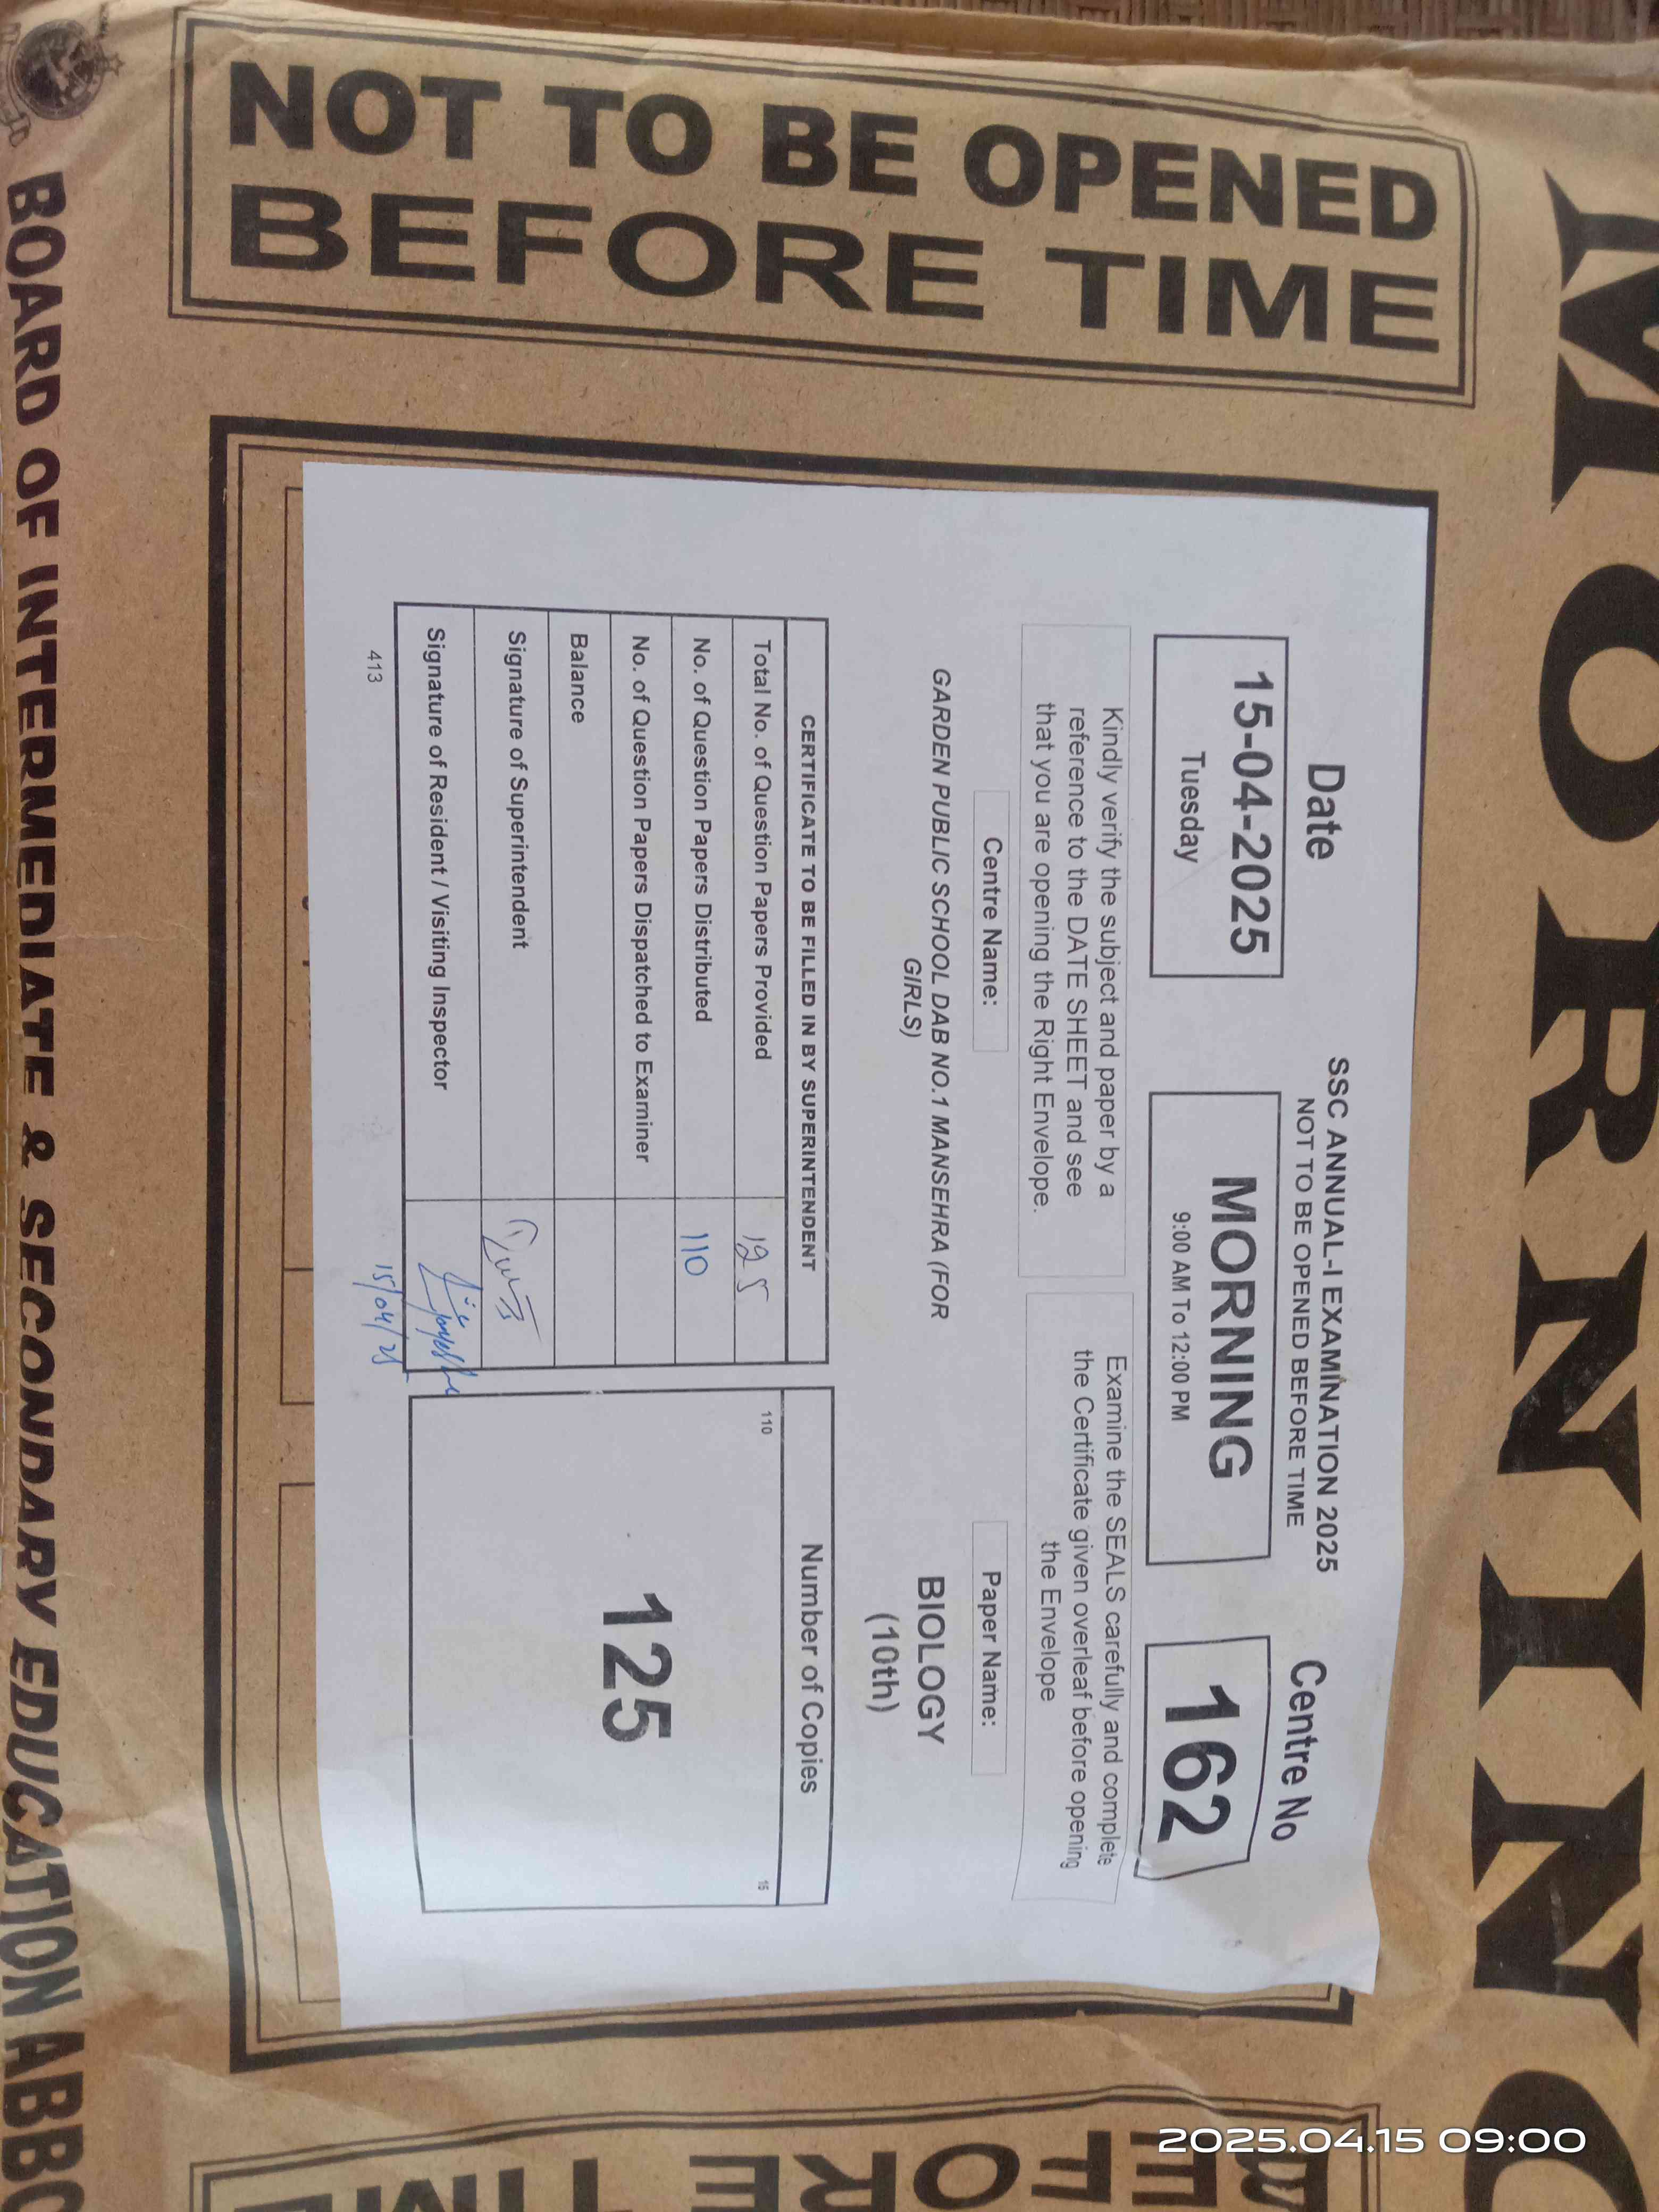 MORNING
NOT TO BE OPENED
BEFORE TIME
Date
SSC ANNUAL-I EXAMINATION 2025
NOT TO BE OPENED BEFORE TIME
Centre No
15-04-2025
Tuesday
MORNING
9:00 AM To 12:00 PM
162
Kindly verify the subject and paper by a
reference to the DATE SHEET and see
that you are opening the Right Envelope.
Examine the SEALS carefully and complete
the Certificate given overleaf before opening
the Envelope
Centre Name:
Paper Name:
GARDEN PUBLIC SCHOOL DAB NO.1 MANSEHRA (FOR
GIRLS)
BIOLOGY
(10th)
CERTIFICATE TO BE FILLED IN BY SUPERINTENDENT
Total No. of Question Papers Provided 125
No. of Question Papers Distributed 110
No. of Question Papers Dispatched to Examiner
Balance
Signature of Superintendent
Signature of Resident / Visiting Inspector
15/04/25
413
Number of Copies
110
15
125
BOARD OF INTERMEDIATE & SECONDARY EDUCATION ABBO
2025.04.15 09:00